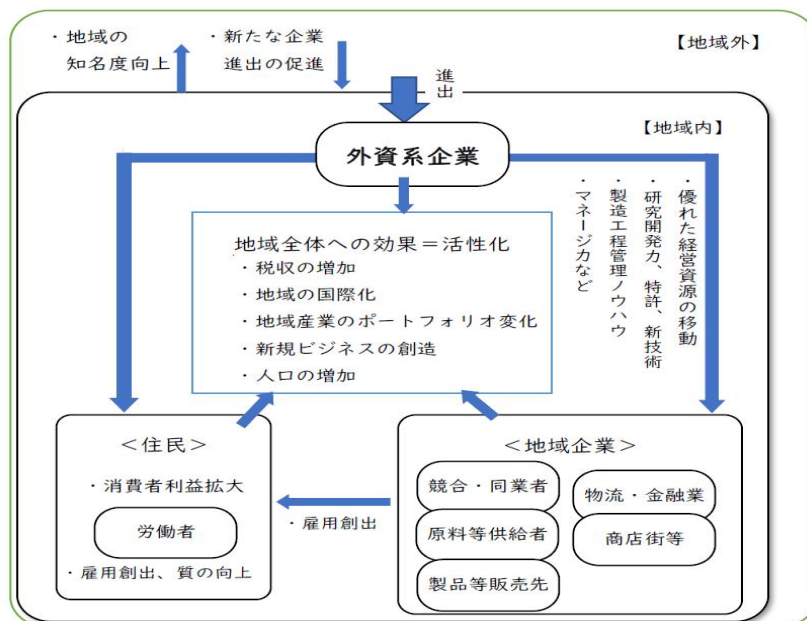 ・地域の
知名度向上
・新たな企業
進出の促進
【地域外】
進出
【地域内】
外資系企業
・優れた経営資源の移動
・研究開発力、特許、新技術
・製造工程管理ノウハウ
・マネージ力など
地域全体への効果＝活性化
・税収の増加
・地域の国際化
・地域産業のポートフォリオ変化
・新規ビジネスの創造
・人口の増加
＜住民＞
・消費者利益拡大
労働者
・雇用創出、質の向上
・雇用創出
＜地域企業＞
競合・同業者
原料等供給者
製品等販売先
物流・金融業
商店街等